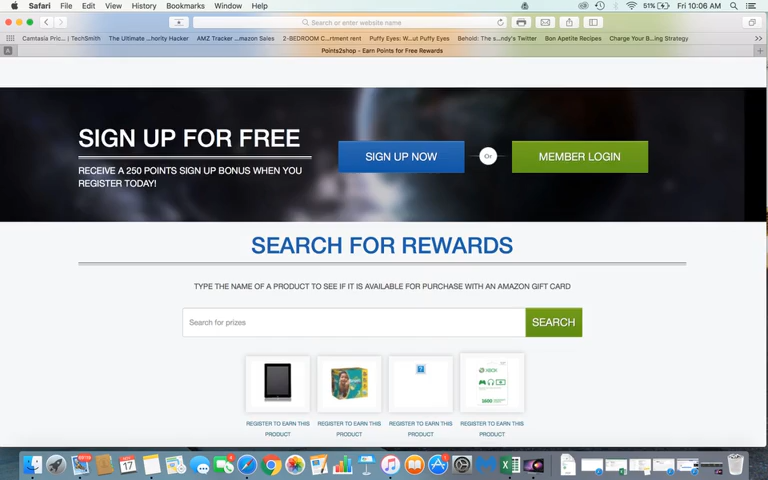 Safari File Edit View History Bookmarks Window Help 51% Fri 10:06 AM
Search or enter website name
Camtasia Pric... | TechSmith The Ultimate ...hority Hacker AMZ Tracker ...mazon Sales 2-BEDROOM C...rtment rent Puffy Eyes: W...ut Puffy Eyes Behold: The s...ndy's Twitter Bon Apetite Recipes Charge Your B...ing Strategy
Points2shop - Earn Points for Free Rewards
SIGN UP FOR FREE
RECEIVE A 250 POINTS SIGN UP BONUS WHEN YOU
REGISTER TODAY!
SIGN UP NOW
Or
MEMBER LOGIN
SEARCH FOR REWARDS
TYPE THE NAME OF A PRODUCT TO SEE IF IT IS AVAILABLE FOR PURCHASE WITH AN AMAZON GIFT CARD
Search for prizes
SEARCH
XBOX
1600
REGISTER TO EARN THIS
PRODUCT
REGISTER TO EARN THIS
PRODUCT
REGISTER TO EARN THIS
PRODUCT
REGISTER TO EARN THIS
PRODUCT
17